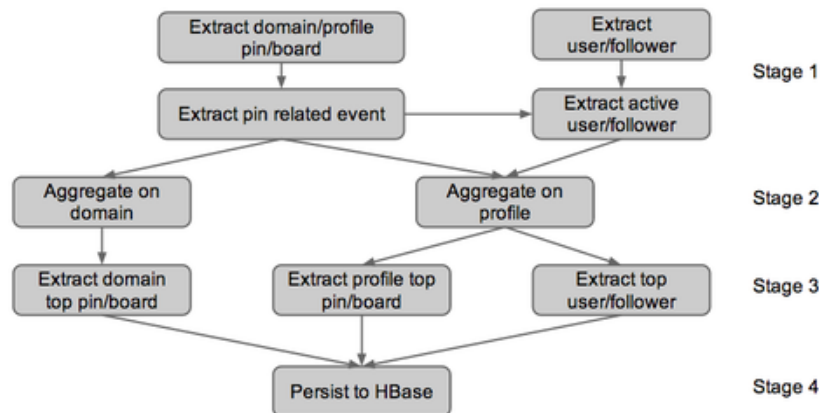 Extract domain/profile
pin/board
Extract
user/follower
Stage 1
Extract pin related event
Extract active
user/follower
Aggregate on
domain
Aggregate on
profile
Stage 2
Extract domain
top pin/board
Extract profile top
pin/board
Extract top
user/follower
Stage 3
Persist to HBase
Stage 4